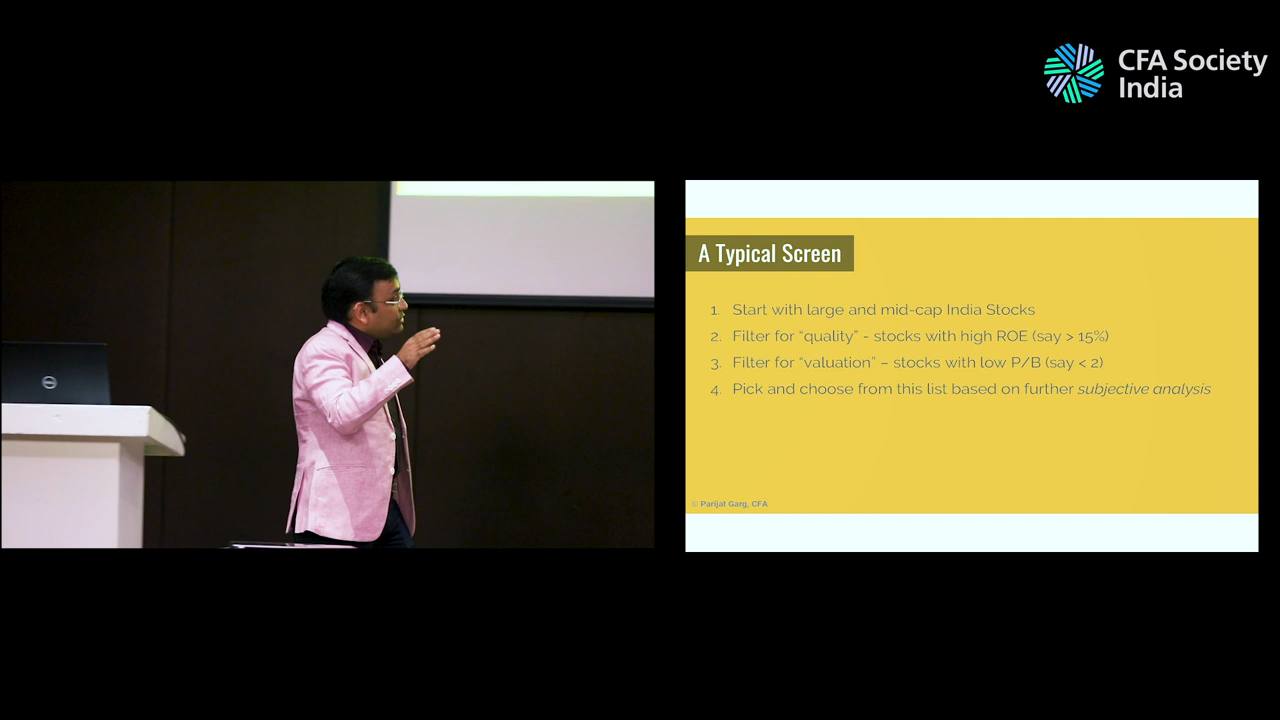 CFA Society
India
A Typical Screen
1. Start with large and mid-cap India Stocks
2. Filter for “quality” - stocks with high ROE (say > 15%)
3. Filter for “valuation” – stocks with low P/B (say < 2)
4. Pick and choose from this list based on further subjective analysis
© Parijat Garg, CFA
DELL